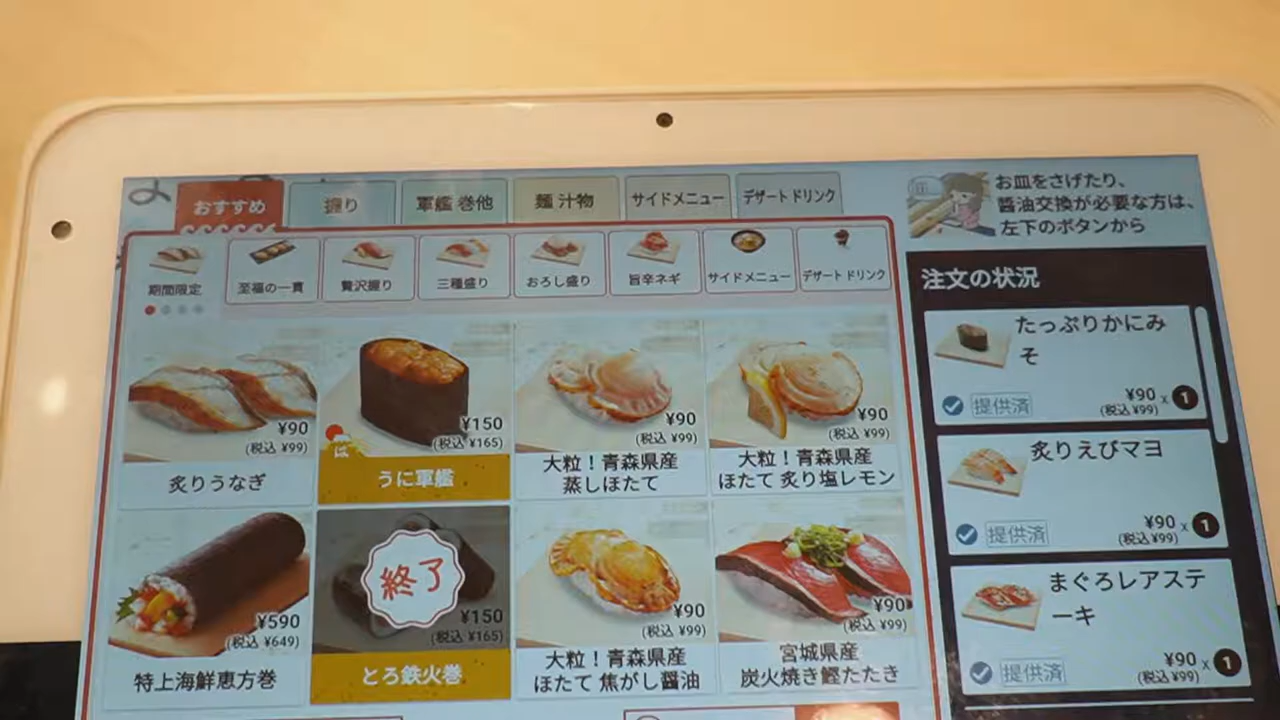 おすすめ
握り
軍艦 巻他
麺 汁物
サイドメニュー
デザートドリンク
お皿をさげたり、
醤油交換が必要な方は、
左下のボタンから
期間限定
至福の一貫
贅沢握り
三種盛り
おろし盛り
旨辛ネギ
サイドメニュー
デザートドリンク
注文の状況
たっぷりかにみ
そ
提供済
¥90 x 1
(税込 ¥99)
炙りえびマヨ
提供済
¥90 x 1
(税込 ¥99)
まぐろレアステ
ーキ
提供済
¥90 x 1
(税込 ¥99)
¥90
(税込 ¥99)
炙りうなぎ
¥150
(税込 ¥165)
うに軍艦
¥90
(税込 ¥99)
大粒！青森県産
蒸しほたて
¥90
(税込 ¥99)
大粒！青森県産
ほたて 炙り塩レモン
¥590
(税込 ¥649)
特上海鮮恵方巻
終了
¥150
(税込 ¥165)
とろ鉄火巻
¥90
(税込 ¥99)
大粒！青森県産
ほたて 焦がし醤油
¥90
(税込 ¥99)
宮城県産
炭火焼き鰹たたき